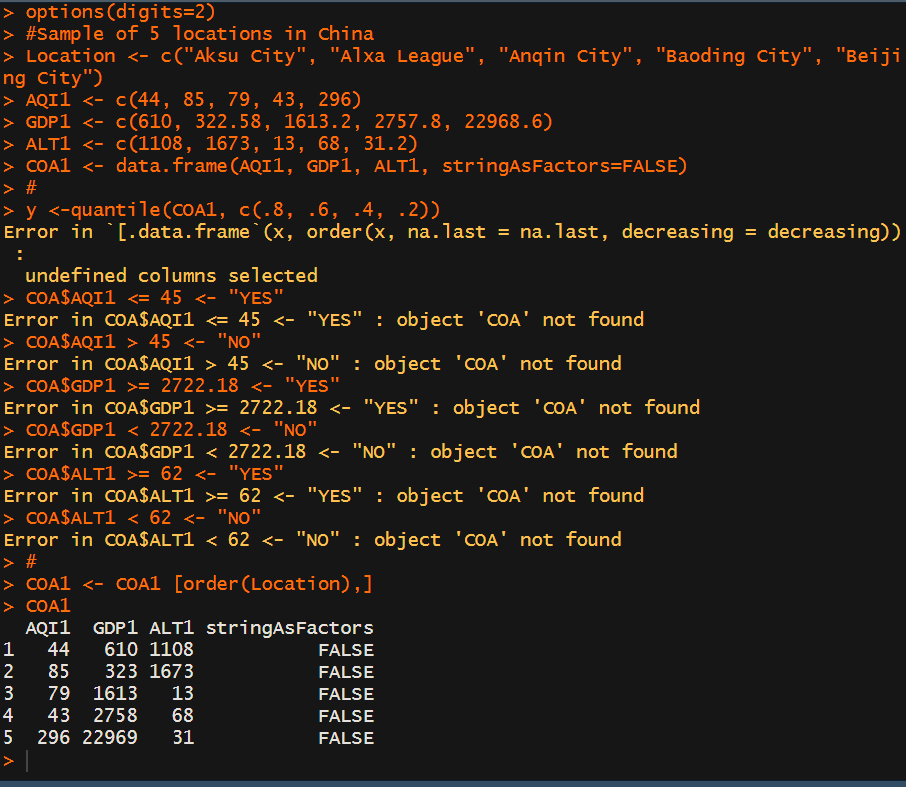 > options(digits=2)
> #Sample of 5 locations in China
> Location <- c("Aksu City", "Alxa League", "Anqin City", "Baoding City", "Beiji
ng City")
> AQI1 <- c(44, 85, 79, 43, 296)
> GDP1 <- c(610, 322.58, 1613.2, 2757.8, 22968.6)
> ALT1 <- c(1108, 1673, 13, 68, 31.2)
> COA1 <- data.frame(AQI1, GDP1, ALT1, stringAsFactors=FALSE)
> #
> y <-quantile(COA1, c(.8, .6, .4, .2))
Error in `[.data.frame`(x, order(x, na.last = na.last, decreasing = decreasing))
 :
  undefined columns selected
> COA$AQI1 <= 45 <- "YES"
Error in COA$AQI1 <= 45 <- "YES" : object 'COA' not found
> COA$AQI1 > 45 <- "NO"
Error in COA$AQI1 > 45 <- "NO" : object 'COA' not found
> COA$GDP1 >= 2722.18 <- "YES"
Error in COA$GDP1 >= 2722.18 <- "YES" : object 'COA' not found
> COA$GDP1 < 2722.18 <- "NO"
Error in COA$GDP1 < 2722.18 <- "NO" : object 'COA' not found
> COA$ALT1 >= 62 <- "YES"
Error in COA$ALT1 >= 62 <- "YES" : object 'COA' not found
> COA$ALT1 < 62 <- "NO"
Error in COA$ALT1 < 62 <- "NO" : object 'COA' not found
> #
> COA1 <- COA1 [order(Location),]
> COA1
  AQI1  GDP1 ALT1 stringAsFactors
1   44   610 1108           FALSE
2   85   323 1673           FALSE
3   79  1613   13           FALSE
4   43  2758   68           FALSE
5  296 22969   31           FALSE
>